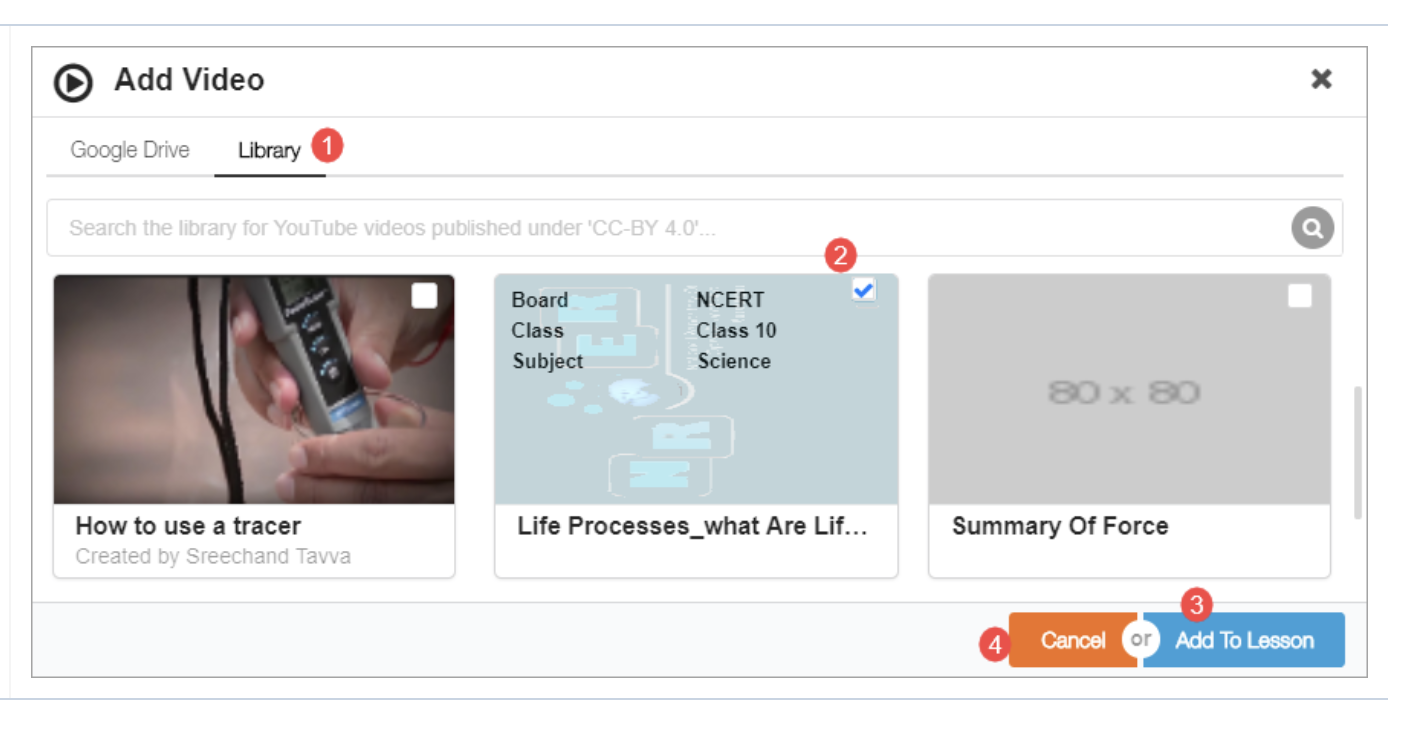 Add Video
Google Drive Library 1
Search the library for YouTube videos published under 'CC-BY 4.0'...
2
Board NCERT
Class Class 10
Subject Science
E R
N R
80 x 80
How to use a tracer
Created by Sreechand Tavva
Life Processes_what Are Lif...
Summary Of Force
3
4 Cancel or Add To Lesson